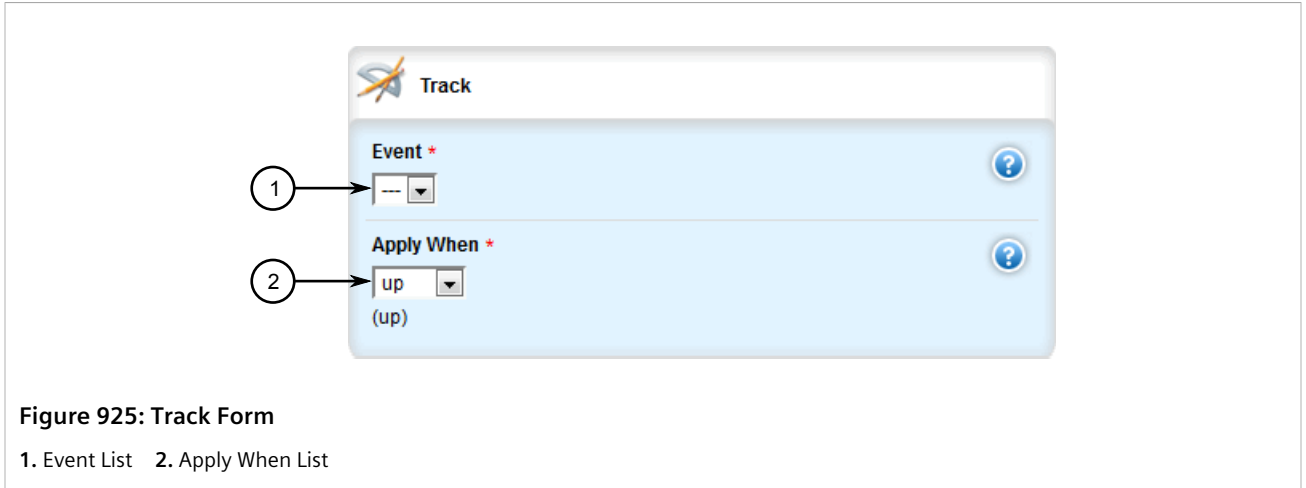 Track
Event *
1
---
Apply When *
2
up
(up)
Figure 925: Track Form
1. Event List 2. Apply When List